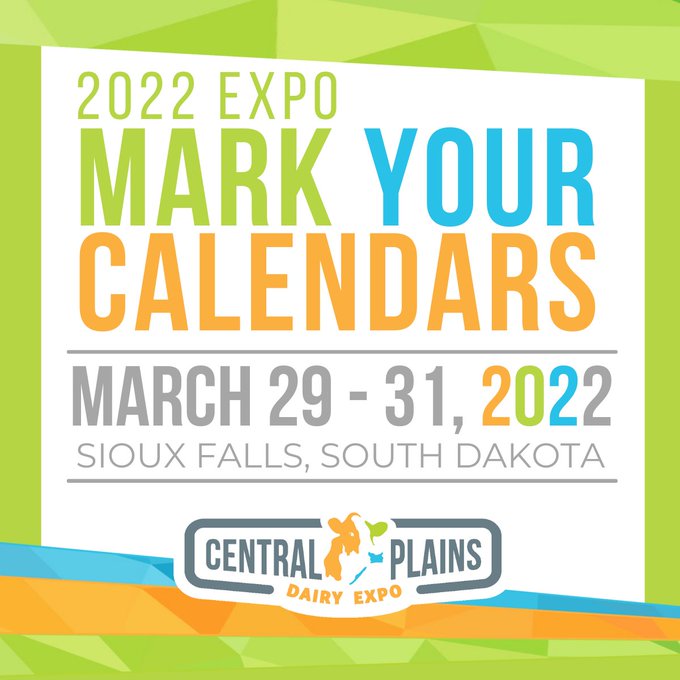 2022 EXPO
MARK YOUR
CALENDARS
MARCH 29 - 31, 2022
SIOUX FALLS, SOUTH DAKOTA
CENTRAL PLAINS
DAIRY EXPO